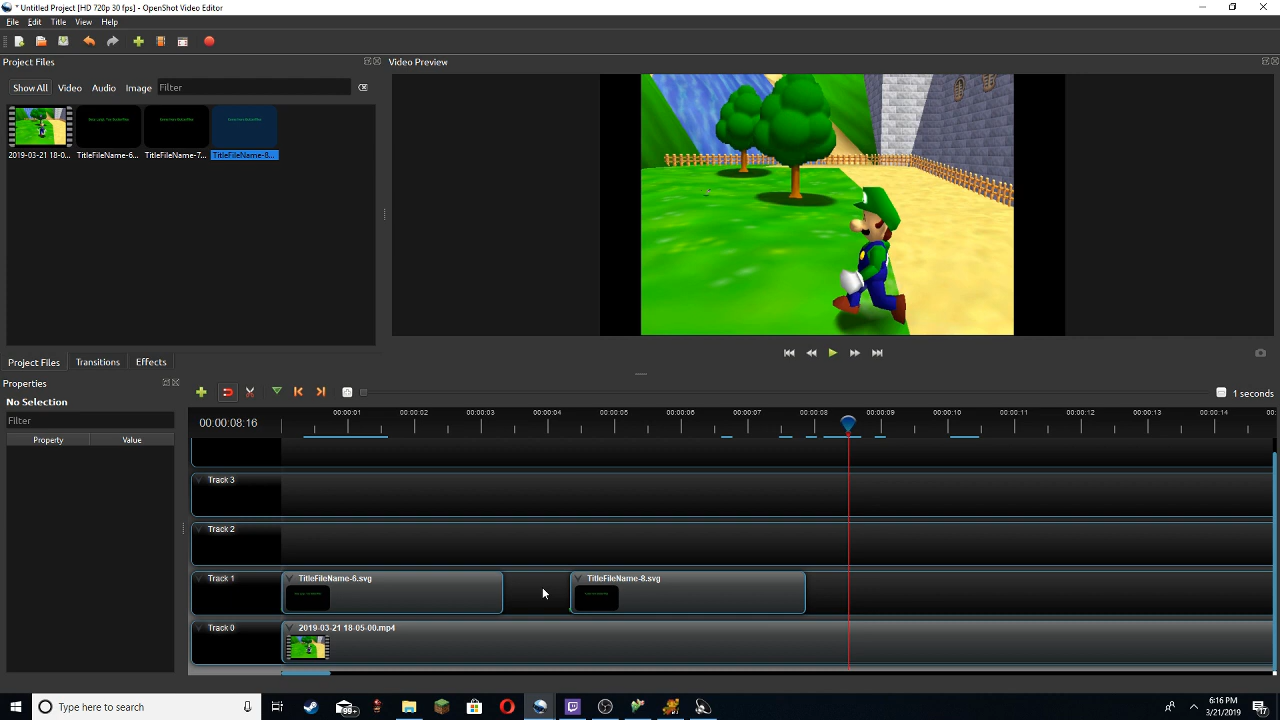 * Untitled Project [HD 720p 30 fps] - OpenShot Video Editor
File Edit Title View Help
Project Files
Video Preview
Show All Video Audio Image Filter
2019-03-21 18-0... TitleFileName-6... TitleFileName-7... TitleFileName-8...
Project Files Transitions Effects
Properties
No Selection
Filter
Property Value
1 seconds
00:00:08:16
00:00:01 00:00:02 00:00:03 00:00:04 00:00:05 00:00:06 00:00:07 00:00:08 00:00:09 00:00:10 00:00:11 00:00:12 00:00:13 00:00:14
Track 3
Track 2
Track 1
TitleFileName-6.svg
TitleFileName-8.svg
Track 0
2019-03-21 18-05-00.mp4
Type here to search
99+
6:16 PM
3/21/2019
17